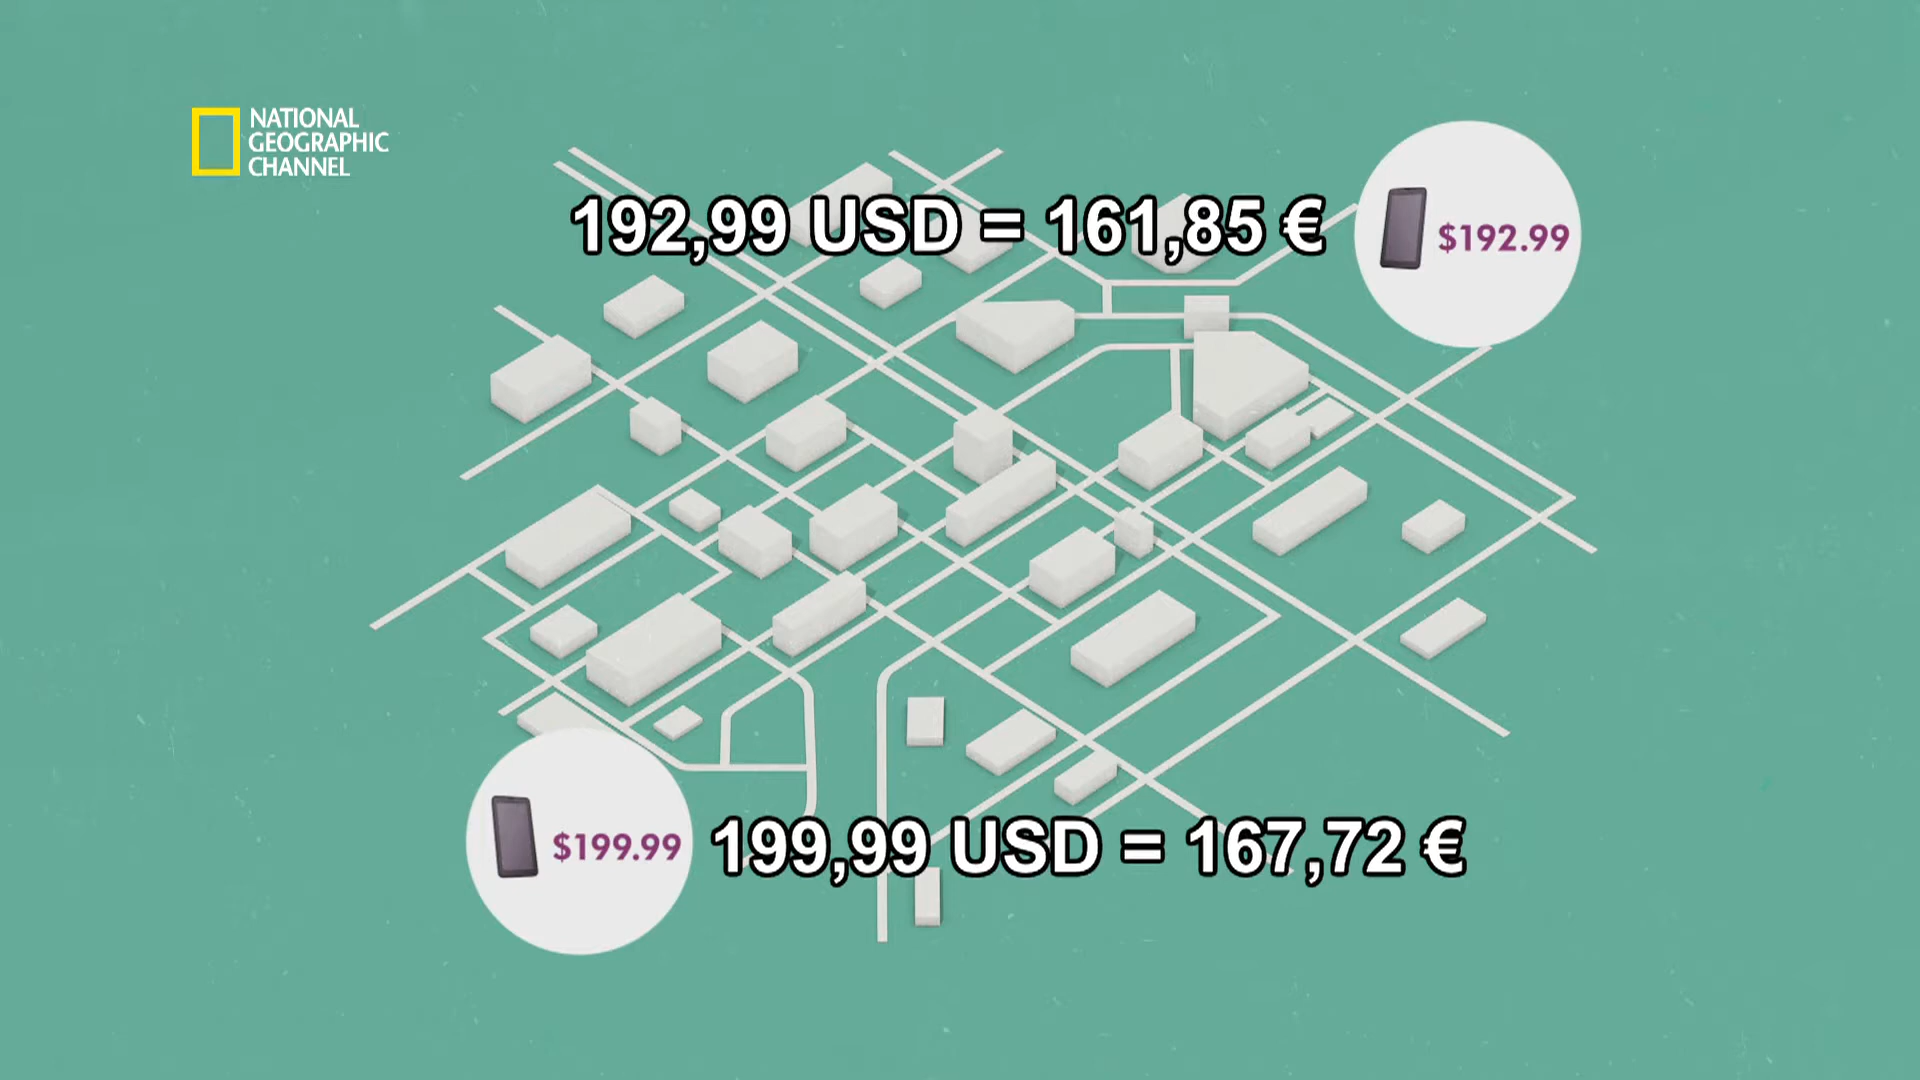 NATIONAL
GEOGRAPHIC
CHANNEL
192,99 USD = 161,85 €
$192.99
$199.99
199,99 USD = 167,72 €